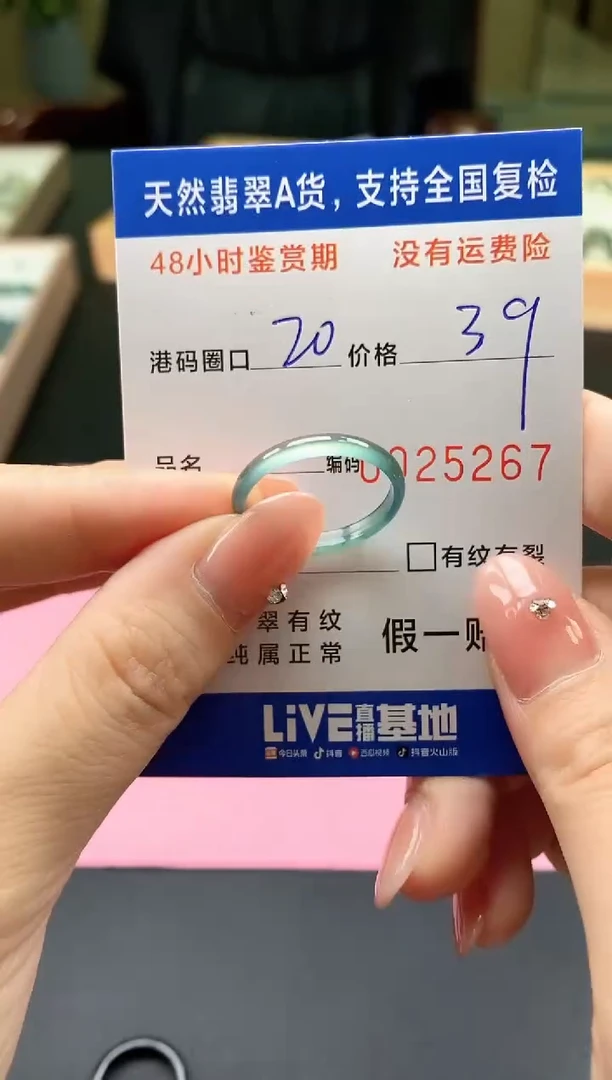 天然翡翠A货，支持全国复检
48小时鉴赏期 没有运费险
港码圈口 20 价格 39
品名 编码 0025267
□有纹有裂
翠有纹 假一
纯属正常
LiVE直播基地
今日头条 抖音 西瓜视频 抖音火山版